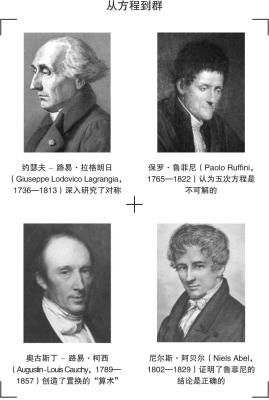 从方程到群
约瑟夫 – 路易·拉格朗日
（Giuseppe Lodovico Lagrangia,
1736—1813）深入研究了对称
保罗·鲁菲尼（Paolo Ruffini,
1765—1822）认为五次方程是
不可解的
奥古斯丁 – 路易·柯西
（Augustin-Louis Cauchy, 1789—
1857）创造了置换的“算术”
尼尔斯·阿贝尔（Niels Abel,
1802—1829）证明了鲁菲尼的
结论是正确的